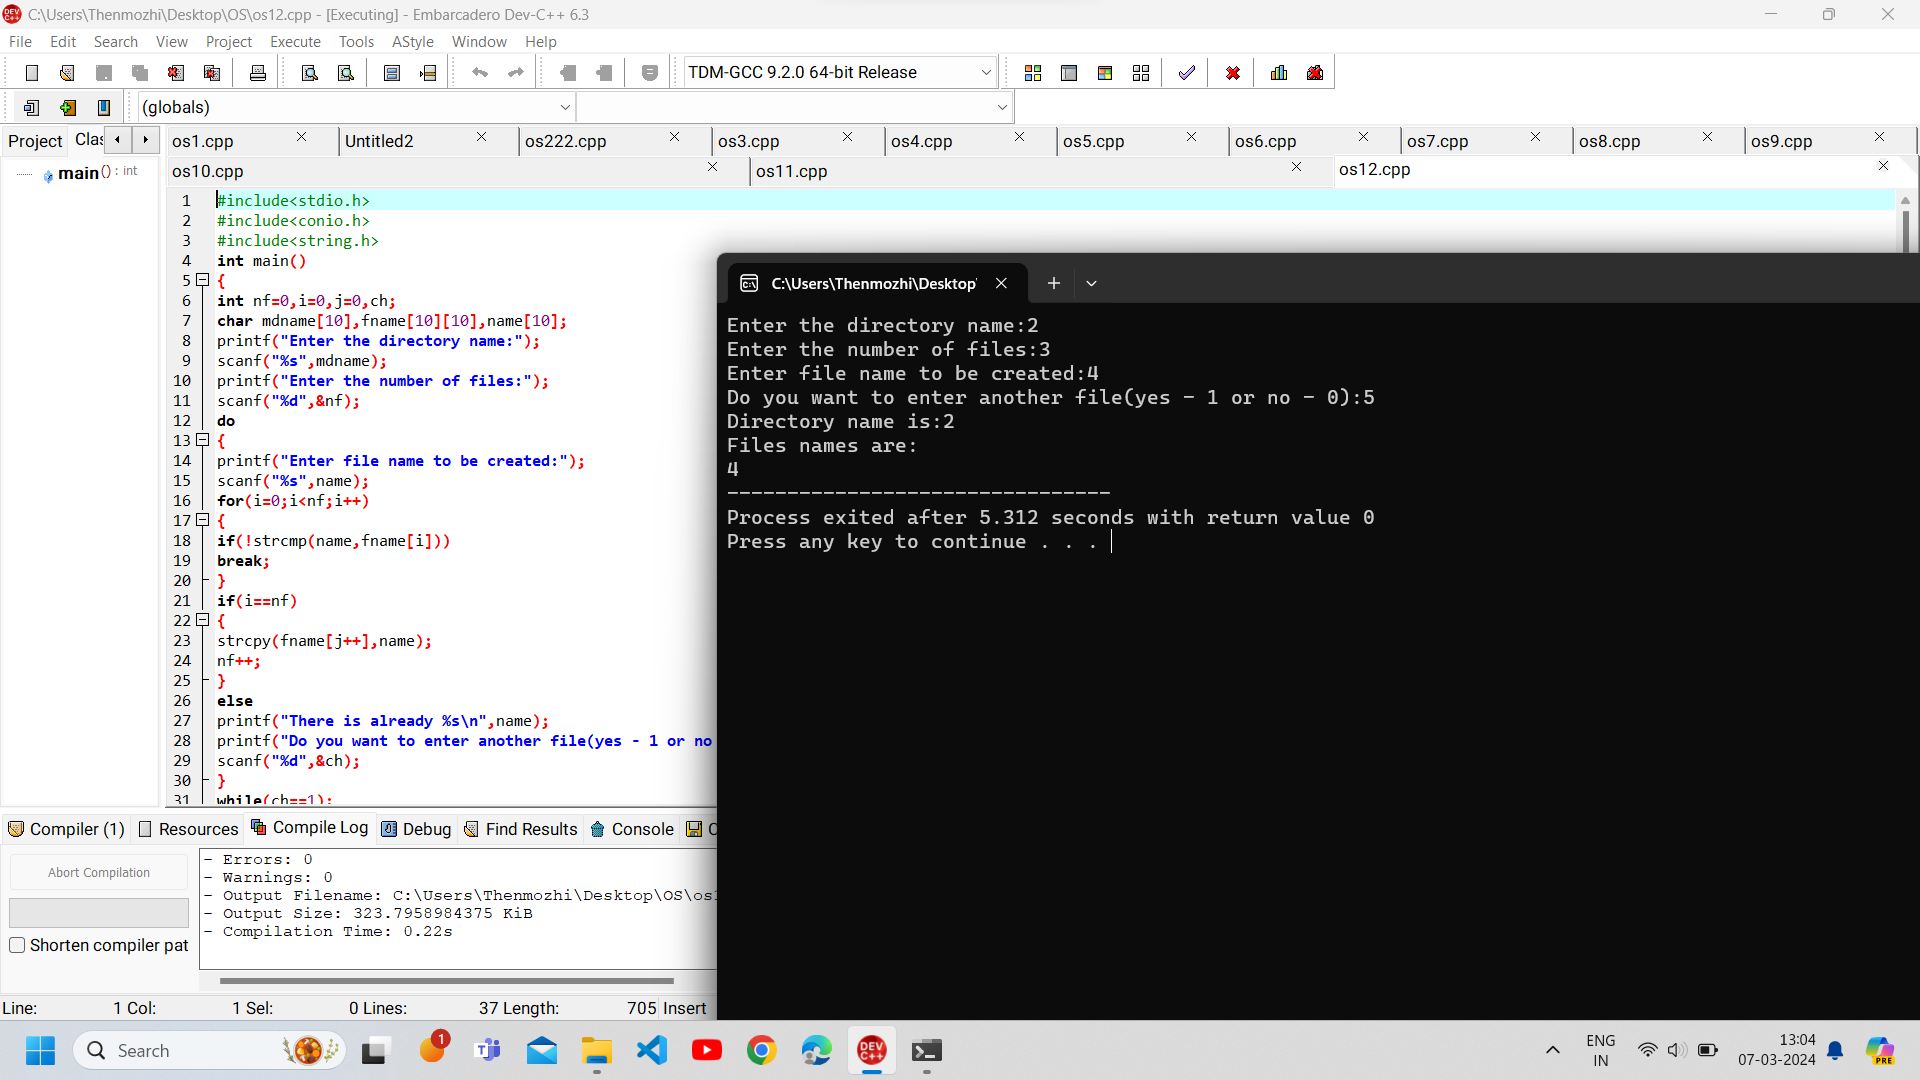 C:\Users\Thenmozhi\Desktop\OS\os12.cpp - [Executing] - Embarcadero Dev-C++ 6.3
File Edit Search View Project Execute Tools AStyle Window Help
TDM-GCC 9.2.0 64-bit Release
(globals)
Project Clas os1.cpp Untitled2 os222.cpp os3.cpp os4.cpp os5.cpp os6.cpp os7.cpp os8.cpp os9.cpp
main() : int
os10.cpp os11.cpp os12.cpp
1 #include<stdio.h>
2 #include<conio.h>
3 #include<string.h>
4 int main()
5 {
6 int nf=0,i=0,j=0,ch;
7 char mdname[10],fname[10][10],name[10];
8 printf("Enter the directory name:");
9 scanf("%s",mdname);
10 printf("Enter the number of files:");
11 scanf("%d",&nf);
12 do
13 {
14 printf("Enter file name to be created:");
15 scanf("%s",name);
16 for(i=0;i<nf;i++)
17 {
18 if(!strcmp(name,fname[i]))
19 break;
20 }
21 if(i==nf)
22 {
23 strcpy(fname[j++],name);
24 nf++;
25 }
26 else
27 printf("There is already %s\n",name);
28 printf("Do you want to enter another file(yes - 1 or no
29 scanf("%d",&ch);
30 }
31 while(ch==1);
C:\Users\Thenmozhi\Desktop'
Enter the directory name:2
Enter the number of files:3
Enter file name to be created:4
Do you want to enter another file(yes - 1 or no - 0):5
Directory name is:2
Files names are:
4
--------------------------------
Process exited after 5.312 seconds with return value 0
Press any key to continue . . .
Compiler (1) Resources Compile Log Debug Find Results Console
Abort Compilation
Shorten compiler pat
- Errors: 0
- Warnings: 0
- Output Filename: C:\Users\Thenmozhi\Desktop\OS\os1
- Output Size: 323.7958984375 KiB
- Compilation Time: 0.22s
Line: 1 Col: 1 Sel: 0 Lines: 37 Length: 705 Insert
Search
1
DEV C++
ENG
IN
13:04
07-03-2024
PRE